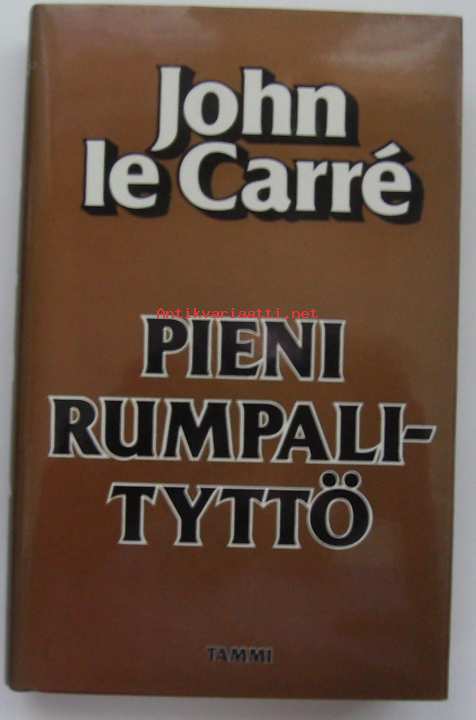 John
le Carré
Antikvariaatti.net
PIENI
RUMPALI-
TYTTÖ
TAMMI